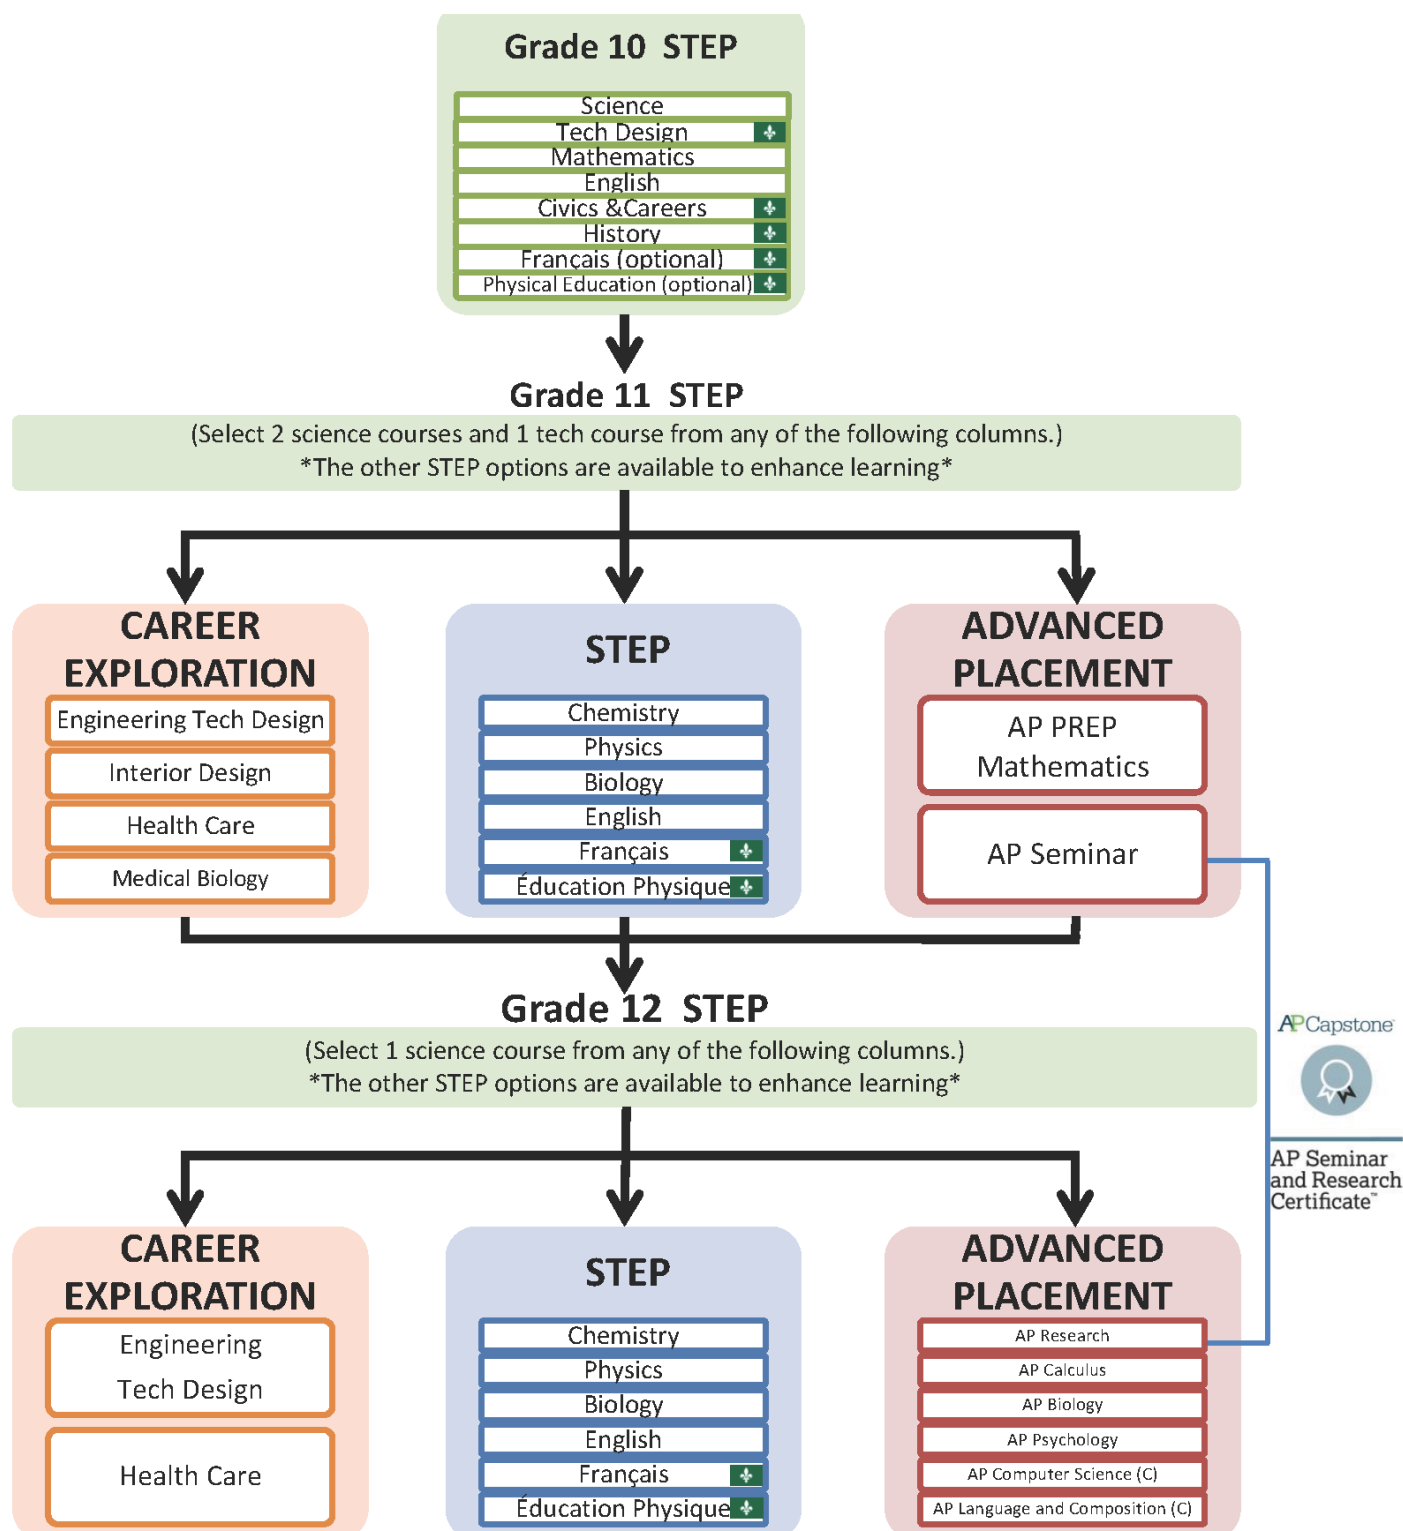 Grade 10 STEP
Science
Tech Design
Mathematics
English
Civics &Careers
History
Français (optional)
Physical Education (optional)
Grade 11 STEP
(Select 2 science courses and 1 tech course from any of the following columns.)
*The other STEP options are available to enhance learning*
CAREER
EXPLORATION
Engineering Tech Design
Interior Design
Health Care
Medical Biology
STEP
Chemistry
Physics
Biology
English
Français
Éducation Physique
ADVANCED
PLACEMENT
AP PREP
Mathematics
AP Seminar
Grade 12 STEP
(Select 1 science course from any of the following columns.)
*The other STEP options are available to enhance learning*
AP Capstone™
AP Seminar
and Research
Certificate™
CAREER
EXPLORATION
Engineering
Tech Design
Health Care
STEP
Chemistry
Physics
Biology
English
Français
Éducation Physique
ADVANCED
PLACEMENT
AP Research
AP Calculus
AP Biology
AP Psychology
AP Computer Science (C)
AP Language and Composition (C)